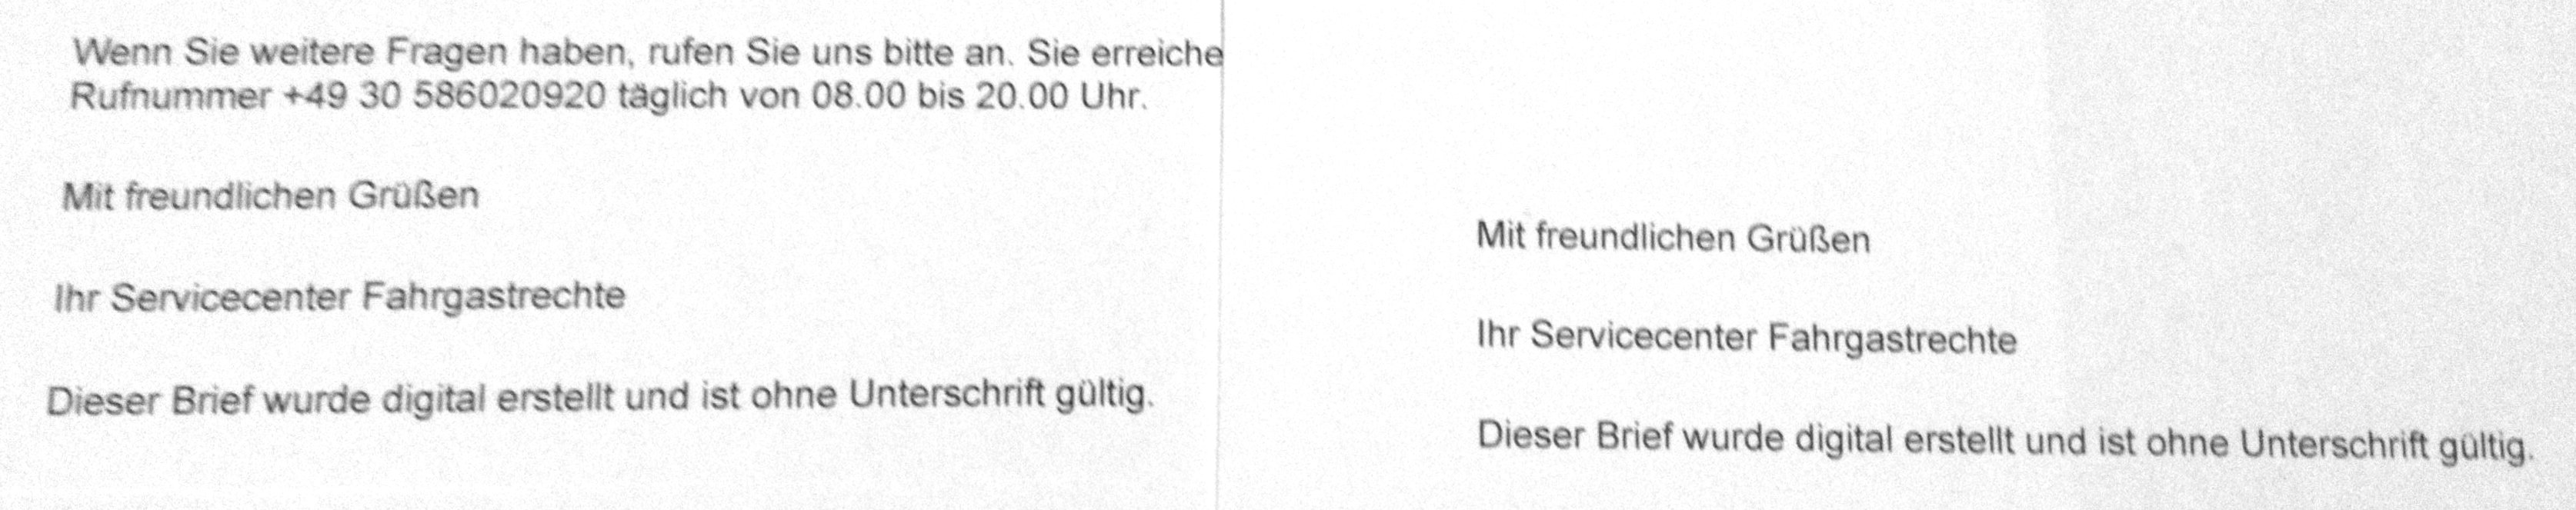 Wenn Sie weitere Fragen haben, rufen Sie uns bitte an. Sie erreiche
Rufnummer +49 30 586020920 täglich von 08.00 bis 20.00 Uhr.
Mit freundlichen Grüßen
Ihr Servicecenter Fahrgastrechte
Dieser Brief wurde digital erstellt und ist ohne Unterschrift gültig.
Mit freundlichen Grüßen
Ihr Servicecenter Fahrgastrechte
Dieser Brief wurde digital erstellt und ist ohne Unterschrift gültig.